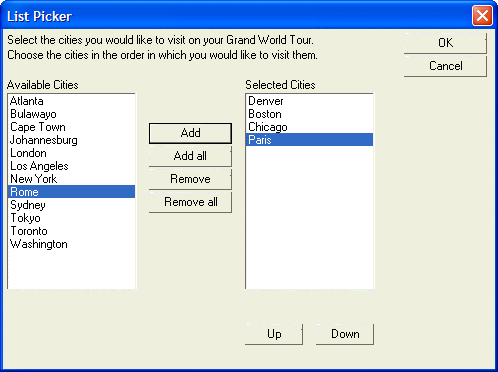 List Picker
Select the cities you would like to visit on your Grand World Tour.
Choose the cities in the order in which you would like to visit them.
OK
Cancel
Available Cities
Atlanta
Bulawayo
Cape Town
Johannesburg
London
Los Angeles
New York
Rome
Sydney
Tokyo
Toronto
Washington
Add
Add all
Remove
Remove all
Selected Cities
Denver
Boston
Chicago
Paris
Up
Down